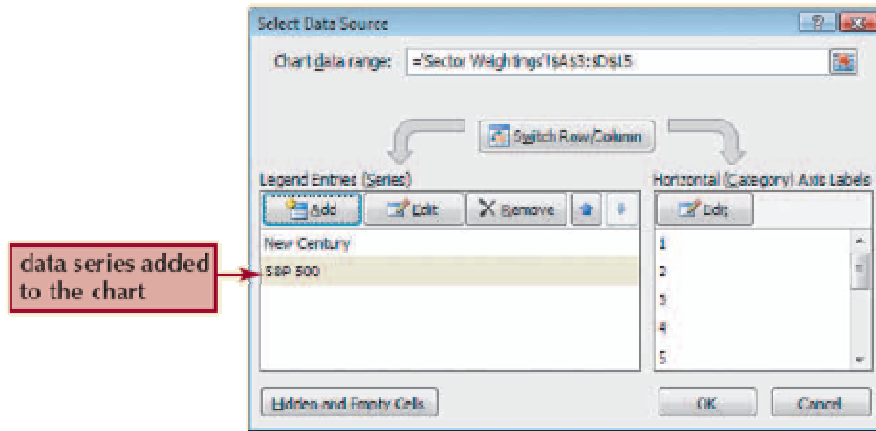 Select Data Source
Chart data range: ='Sector Weightings'!$A$3:$D$15
Switch Row/Column
Legend Entries (Series)
Add Edit Remove
New Century
S&P 500
Horizontal (Category) Axis Labels
Edit
1
2
3
4
5
data series added
to the chart
Hidden and Empty Cells
OK Cancel